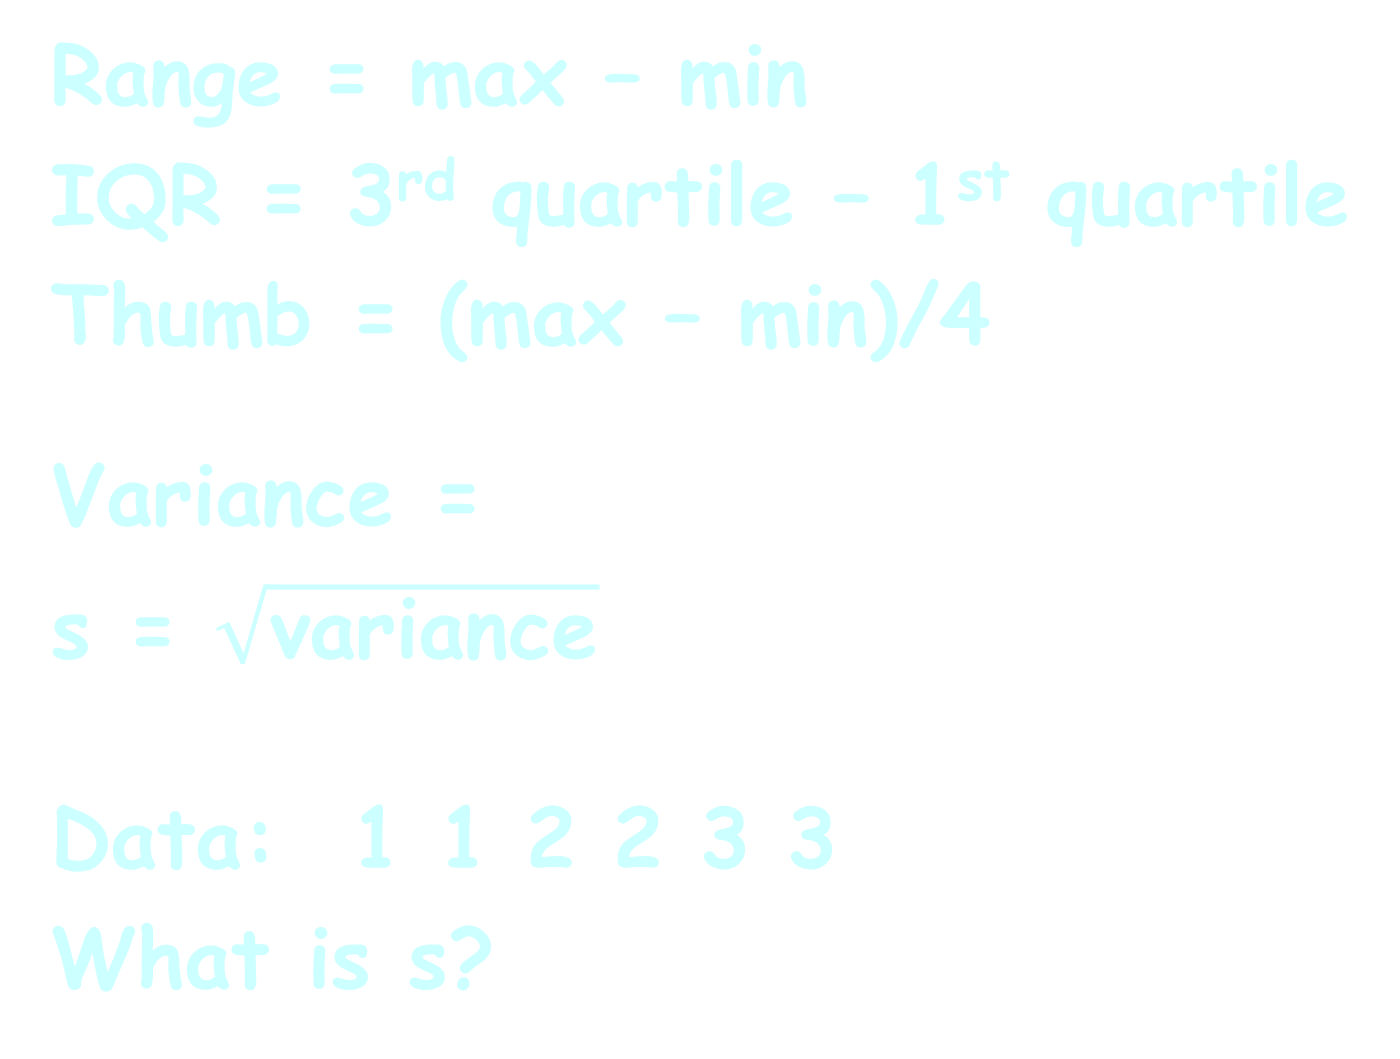 Range = max – min
IQR = 3rd quartile – 1st quartile
Thumb = (max – min)/4
Variance =
s = √variance
Data: 1 1 2 2 3 3
What is s?